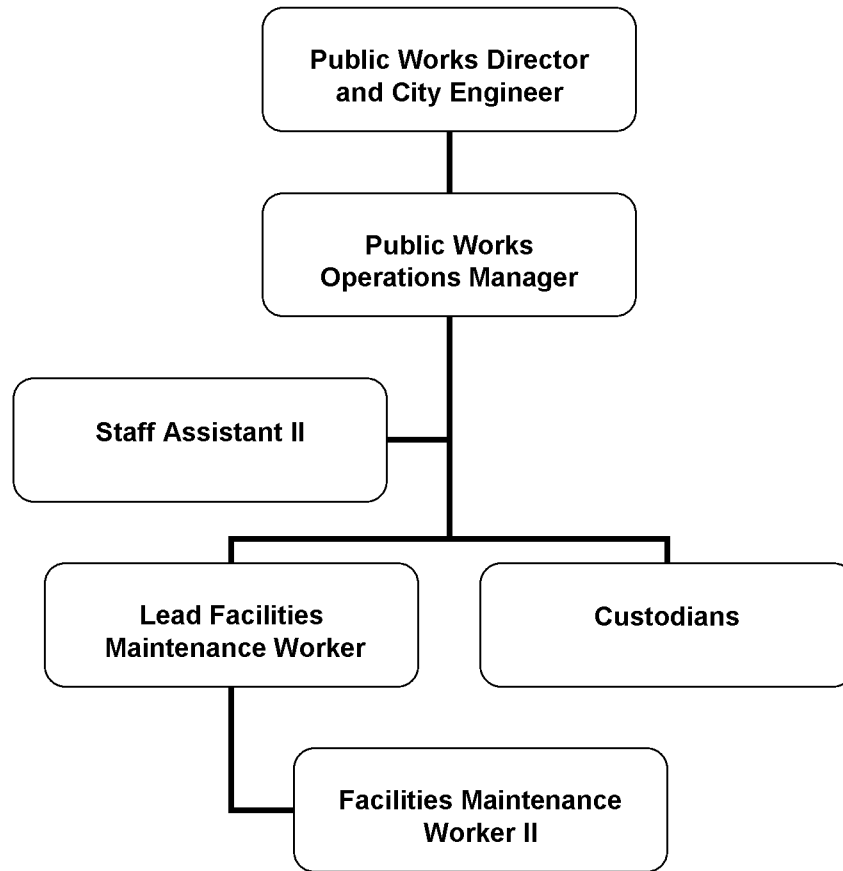 Public Works Director
and City Engineer
Public Works
Operations Manager
Staff Assistant II
Lead Facilities
Maintenance Worker
Custodians
Facilities Maintenance
Worker II